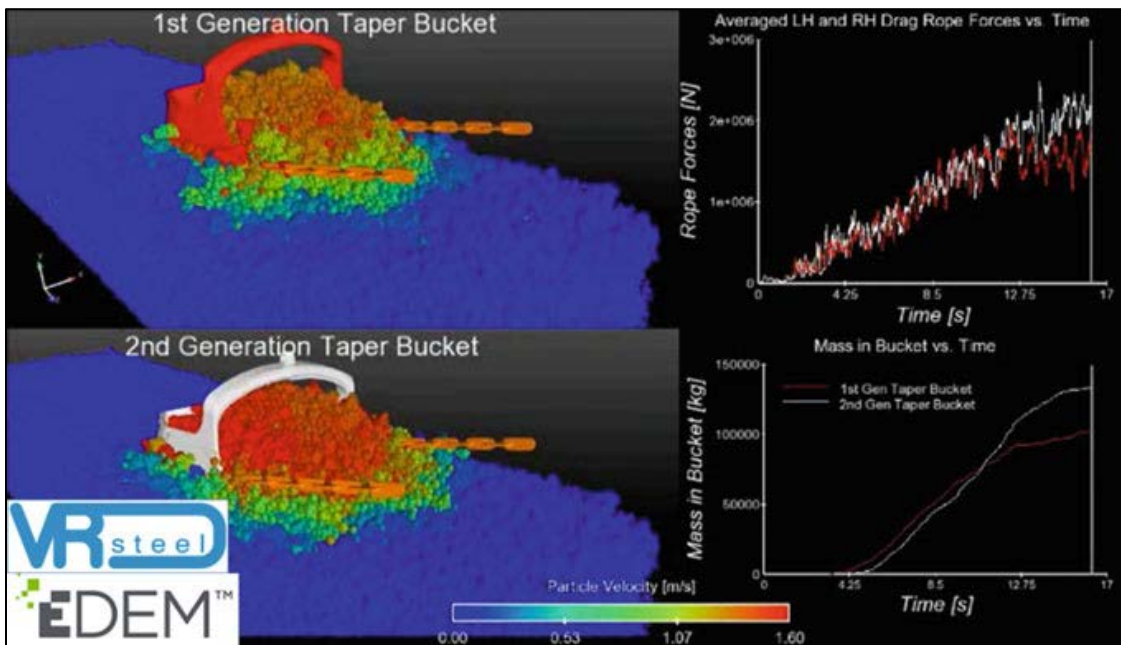 1st Generation Taper Bucket
Averaged LH and RH Drag Rope Forces vs. Time
3e+006
2e+006
1e+006
0
Rope Forces [N]
0 4.25 8.5 12.75 17
Time [s]
2nd Generation Taper Bucket
Mass in Bucket vs. Time
150000
100000
50000
0
Mass in Bucket [kg]
1st Gen Taper Bucket
2nd Gen Taper Bucket
0 4.25 8.5 12.75 17
Time [s]
VR steel
EDEM™
Particle Velocity [m/s]
0.00 0.53 1.07 1.60